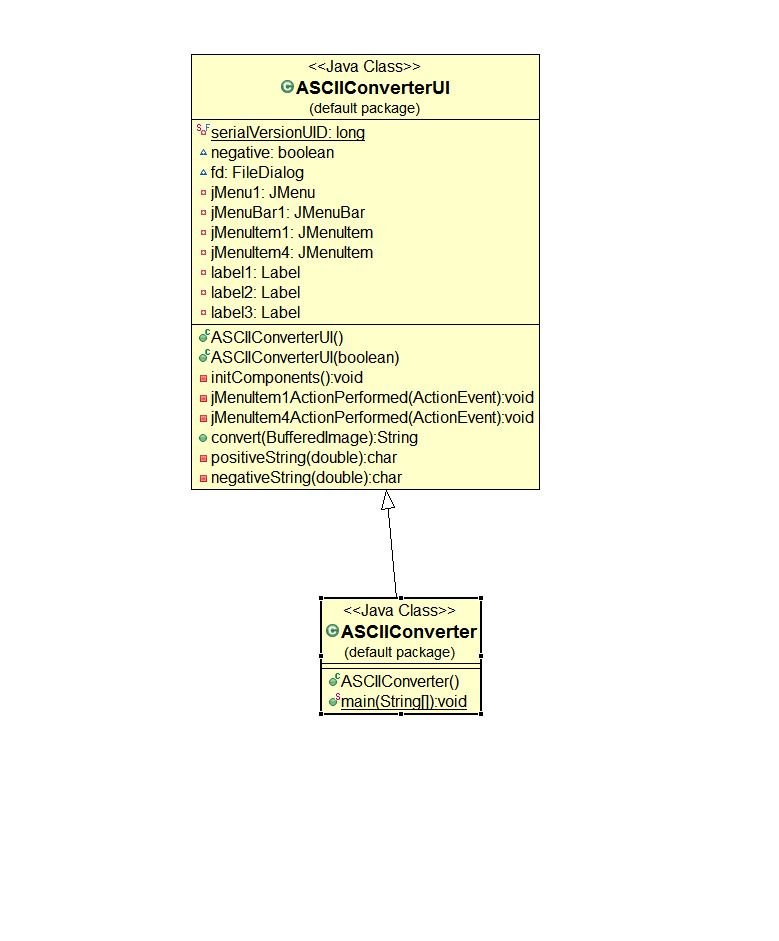 <<Java Class>>
ASCIIConverterUI
(default package)
serialVersionUID: long
negative: boolean
fd: FileDialog
jMenu1: JMenu
jMenuBar1: JMenuBar
jMenuItem1: JMenuItem
jMenuItem4: JMenuItem
label1: Label
label2: Label
label3: Label
ASCIIConverterUI()
ASCIIConverterUI(boolean)
initComponents():void
jMenuItem1ActionPerformed(ActionEvent):void
jMenuItem4ActionPerformed(ActionEvent):void
convert(BufferedImage):String
positiveString(double):char
negativeString(double):char
<<Java Class>>
ASCIIConverter
(default package)
ASCIIConverter()
main(String[]):void